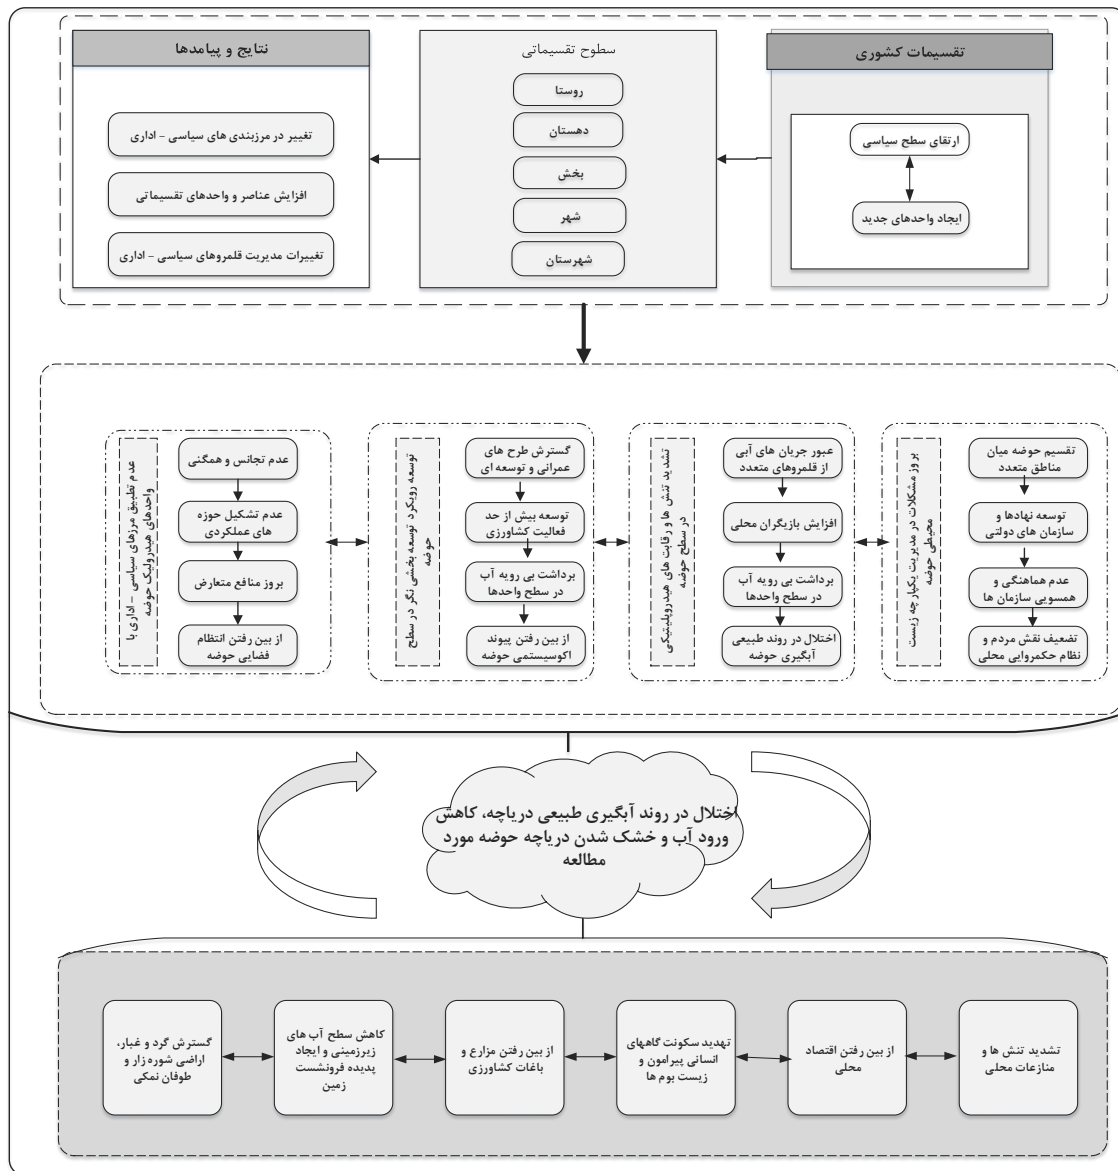 تقسیمات کشوری
ارتقای سطح سیاسی
ایجاد واحدهای جدید
سطوح تقسیماتی
روستا
دهستان
بخش
شهر
شهرستان
نتایج و پیامدها
تغییر در مرزبندی های سیاسی – اداری
افزایش عناصر و واحدهای تقسیماتی
تغییرات مدیریت قلمروهای سیاسی – اداری
بروز مشکلات در مدیریت یکپارچه زیست
محیطی حوضه
تقسیم حوضه میان
مناطق متعدد
توسعه نهادها و
سازمان های دولتی
عدم هماهنگی و
همسویی سازمان ها
تضعیف نقش مردم و
نظام حکمروایی محلی
تشدید تنش ها و رقابت های هیدروپلیتیکی
در سطح حوضه
عبور جریان های آبی
از قلمروهای متعدد
افزایش بازیگران محلی
برداشت بی رویه آب
در سطح واحدها
اختلال در روند طبیعی
آبگیری حوضه
توسعه رویکرد توسعه بخشی نگر در سطح
حوضه
گسترش طرح های
عمرانی و توسعه ای
توسعه بیش از حد
فعالیت کشاورزی
برداشت بی رویه آب
در سطح واحدها
از بین رفتن پیوند
اکوسیستمی حوضه
عدم تطبیق مرزهای سیاسی – اداری با
واحدهای هیدرولیک حوضه
عدم تجانس و همگنی
عدم تشکیل حوزه
های عملکردی
بروز منافع متعارض
از بین رفتن انتظام
فضایی حوضه
اختلال در روند آبگیری طبیعی دریاچه، کاهش
ورود آب و خشک شدن دریاچه حوضه مورد
مطالعه
تشدید تنش ها و
منازعات محلی
از بین رفتن اقتصاد
محلی
تهدید سکونت گاههای
انسانی پیرامون و
زیست بوم ها
از بین رفتن مزارع و
باغات کشاورزی
کاهش سطح آب های
زیرزمینی و ایجاد
پدیده فرونشست
زمین
گسترش گرد و غبار،
اراضی شوره زار و
طوفان نمکی